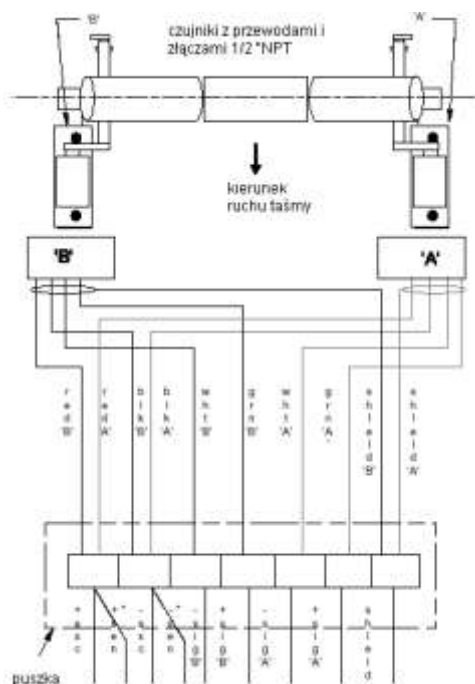 'B'
'A'
czujniki z przewodami i
złączami 1/2 "NPT
kierunek
ruchu taśmy
'B'
'A'
red'B'
red'A'
blk'B'
blk'A'
wht'B'
grn'B'
wht'A'
grn'A'
shield'B'
shield'A'
+exc
-exc
-sig'B'
+sig'B'
-sig'A'
+sig'A'
shield
puszka